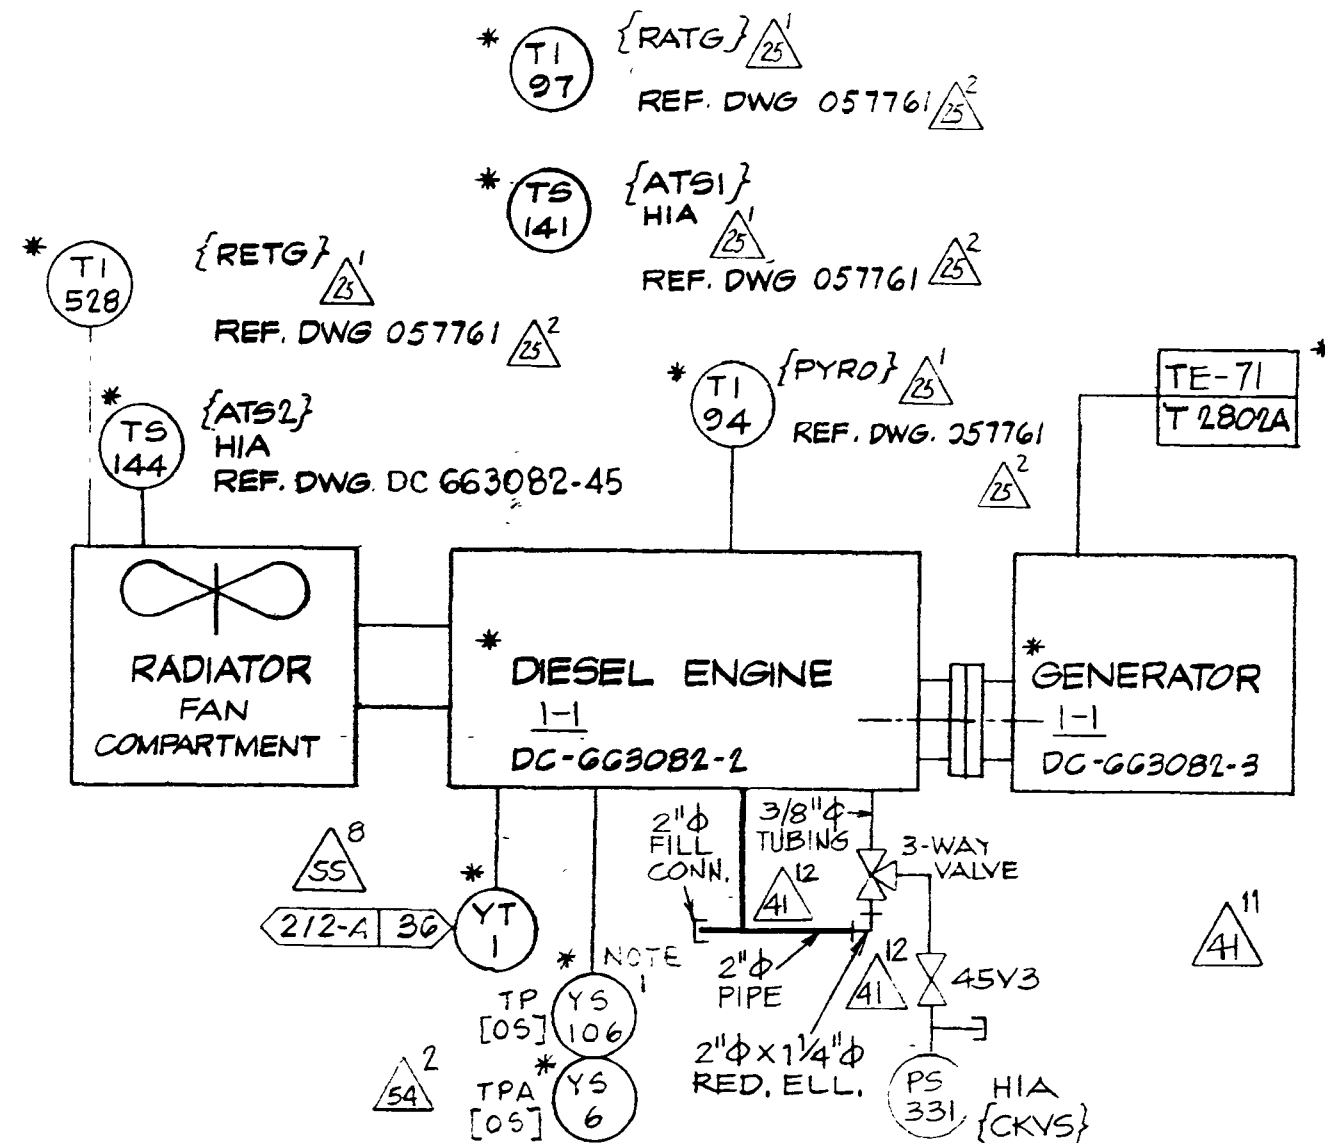 * TI 97 {RATG} 25 1
REF. DWG 057761 25 2
* TS 141 {ATS1}
HIA 25 1
REF. DWG 057761 25 2
* TI 528 {RETG} 25 1
REF. DWG 057761 25 2
* TS 144 {ATS2}
HIA
REF. DWG. DC 663082-45
* TI 94 {PYRO} 25 1
REF. DWG. 057761
25 2
TE-71 *
T 2802A
RADIATOR
FAN
COMPARTMENT
* DIESEL ENGINE
1-1
DC-663082-2
* GENERATOR
1-1
DC-663082-3
55 8
212-A 36
* YT
1
2"φ
FILL
CONN.
3/8"φ
TUBING
3-WAY
VALVE
41 12
41 11
* NOTE
1
TP
[OS]
YS
106
2"φ
PIPE
41 12
45V3
54 2
TPA
[OS]
* YS
6
2"φ X 1 1/4"φ
RED. ELL.
PS
331
HIA
{CKVS}